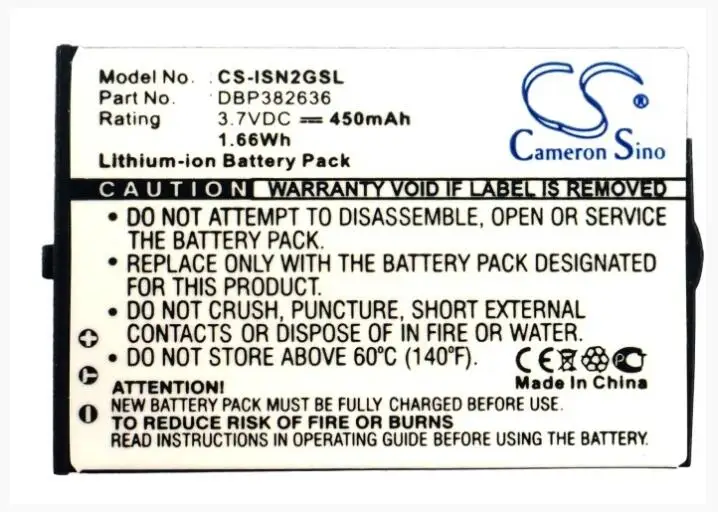 Model No. CS-ISN2GSL
Part No. DBP382636
Rating 3.7VDC ⎓ 450mAh
1.66Wh
Lithium-ion Battery Pack
CS ®
Cameron Sino
CAUTION WARRANTY VOID IF LABEL IS REMOVED
• DO NOT ATTEMPT TO DISASSEMBLE, OPEN OR SERVICE
THE BATTERY PACK.
• REPLACE ONLY WITH THE BATTERY PACK DESIGNATED
FOR THIS PRODUCT.
• DO NOT CRUSH, PUNCTURE, SHORT EXTERNAL
CONTACTS OR DISPOSE OF IN FIRE OR WATER.
• DO NOT STORE ABOVE 60°C (140°F).
CE
Made In China
ATTENTION!
NEW BATTERY PACK MUST BE FULLY CHARGED BEFORE USE.
TO REDUCE RISK OF FIRE OR BURNS
READ INSTRUCTIONS IN OPERATING GUIDE BEFORE USING THE BATTERY.